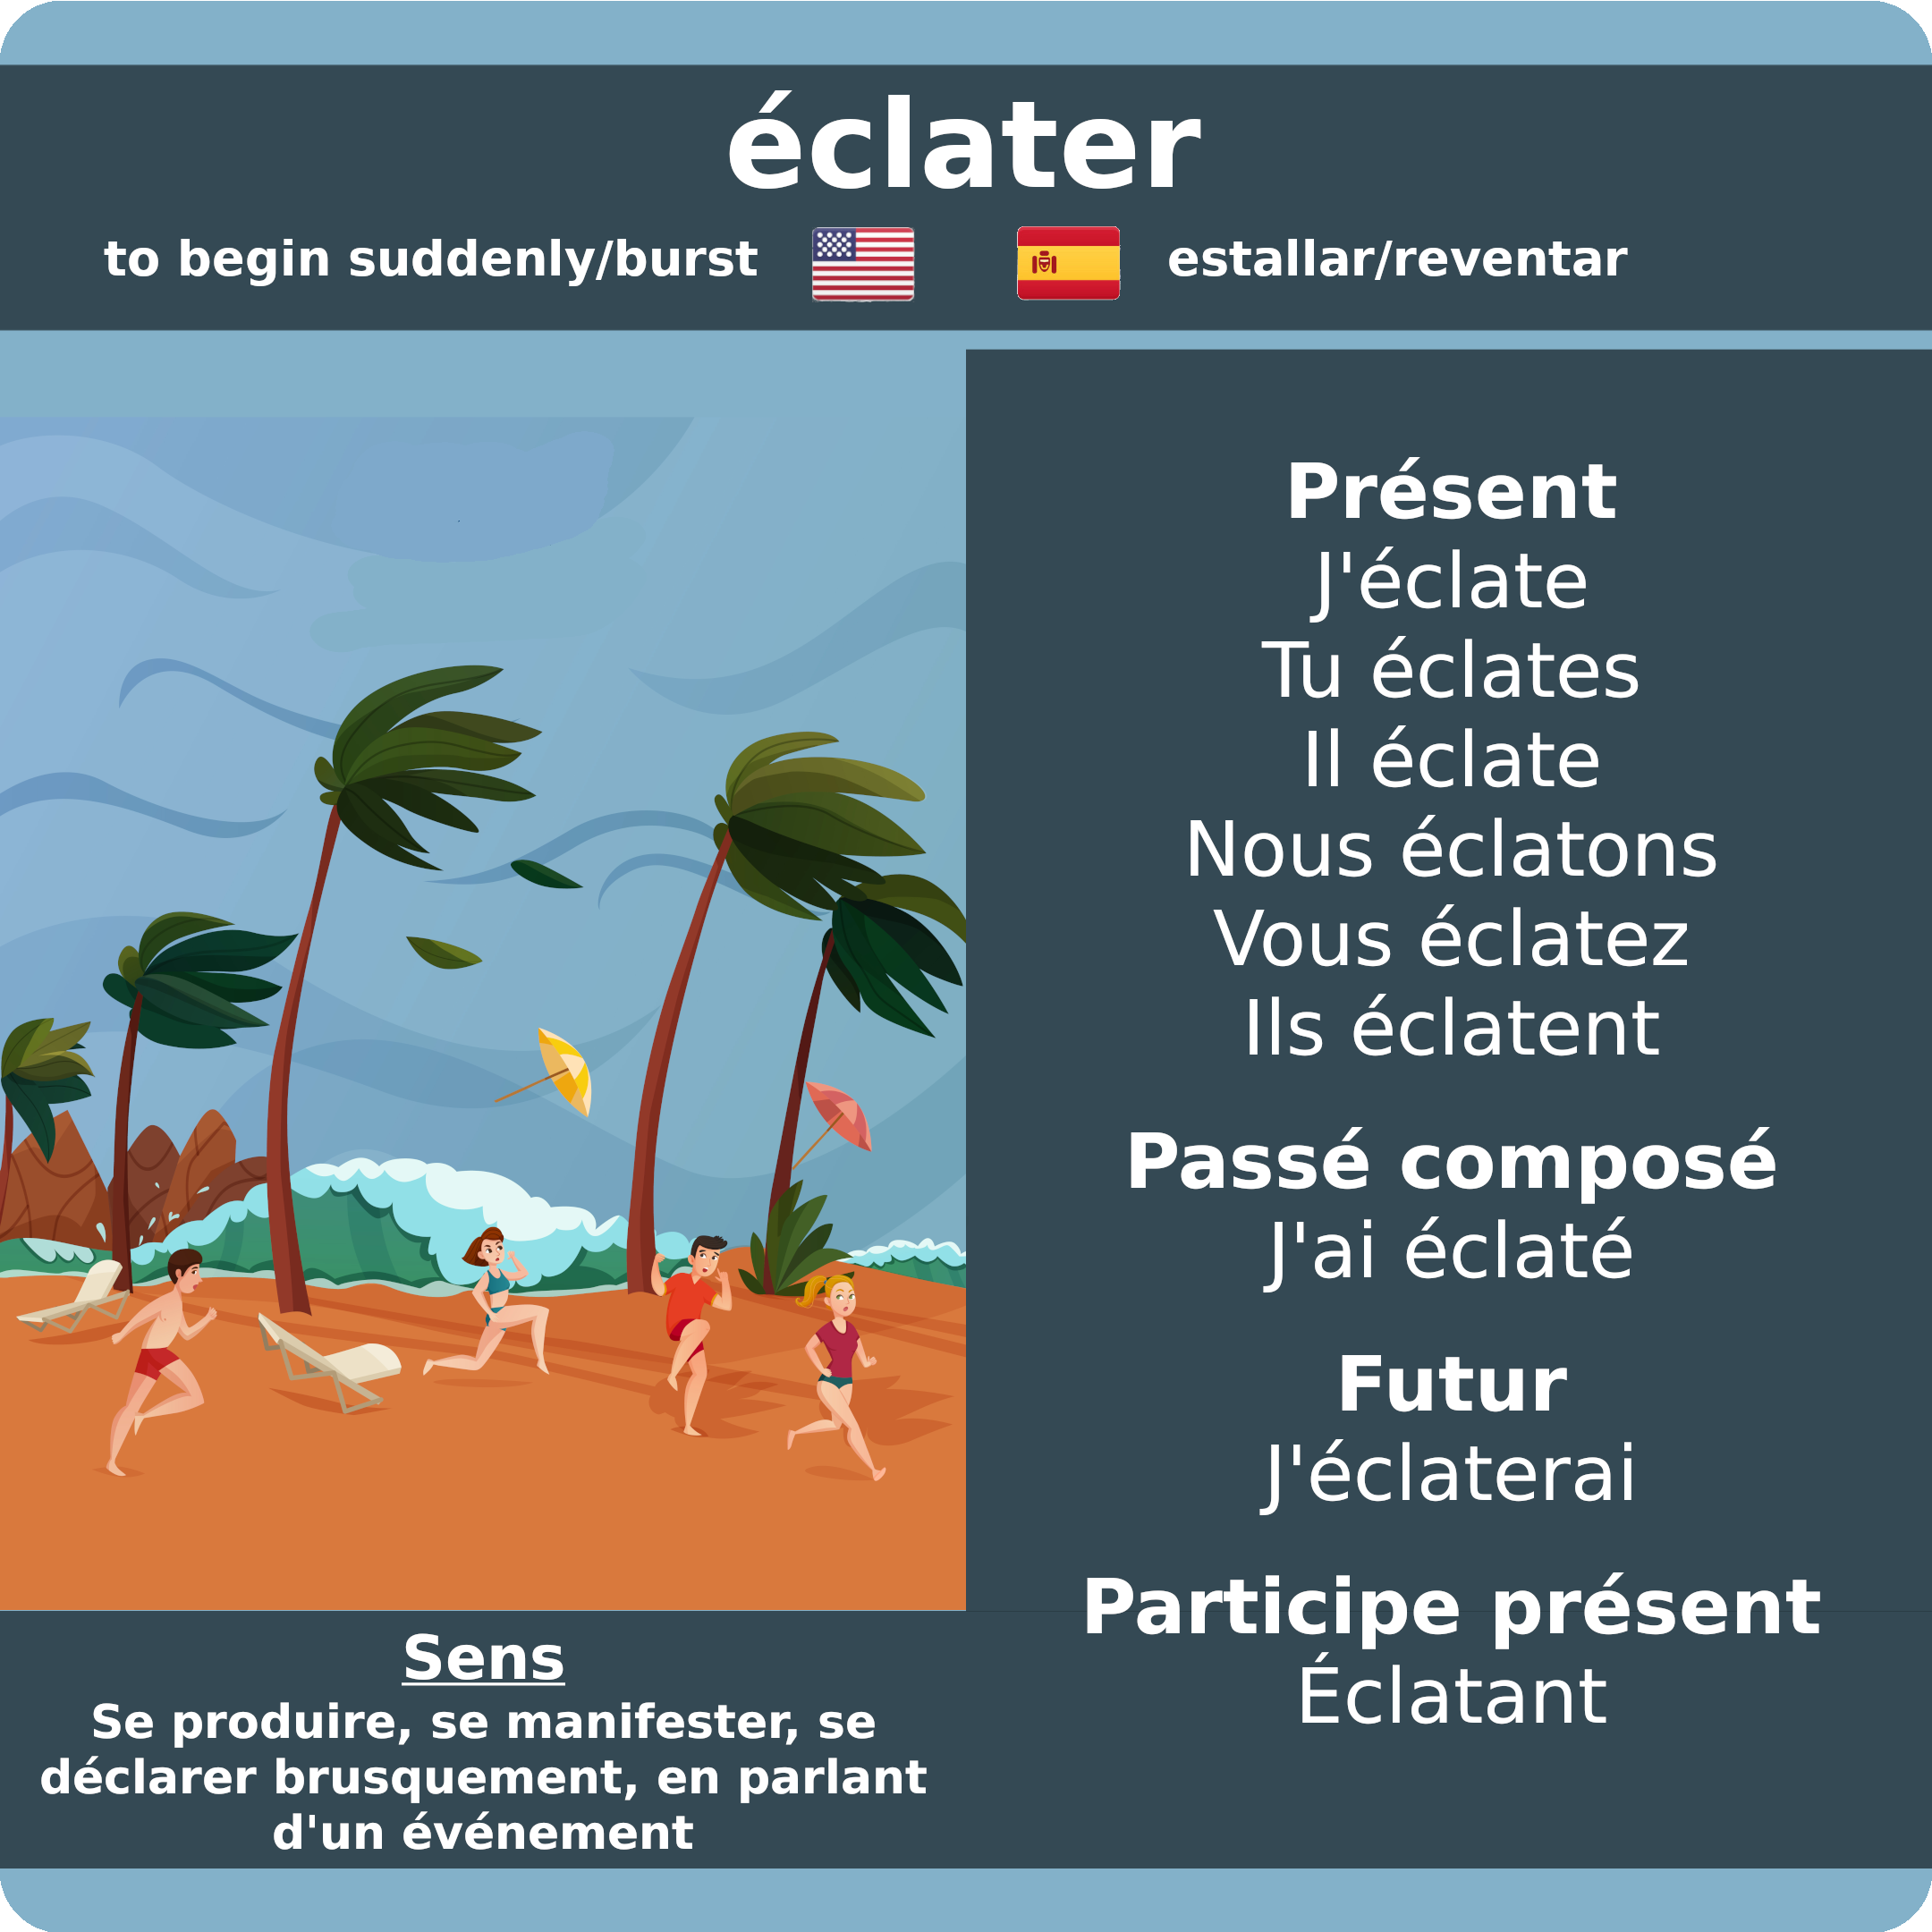 éclater
to begin suddenly/burst
estallar/reventar
Présent
J'éclate
Tu éclates
Il éclate
Nous éclatons
Vous éclatez
Ils éclatent
Passé composé
J'ai éclaté
Futur
J'éclaterai
Participe présent
Éclatant
Sens
Se produire, se manifester, se
déclarer brusquement, en parlant
d'un événement